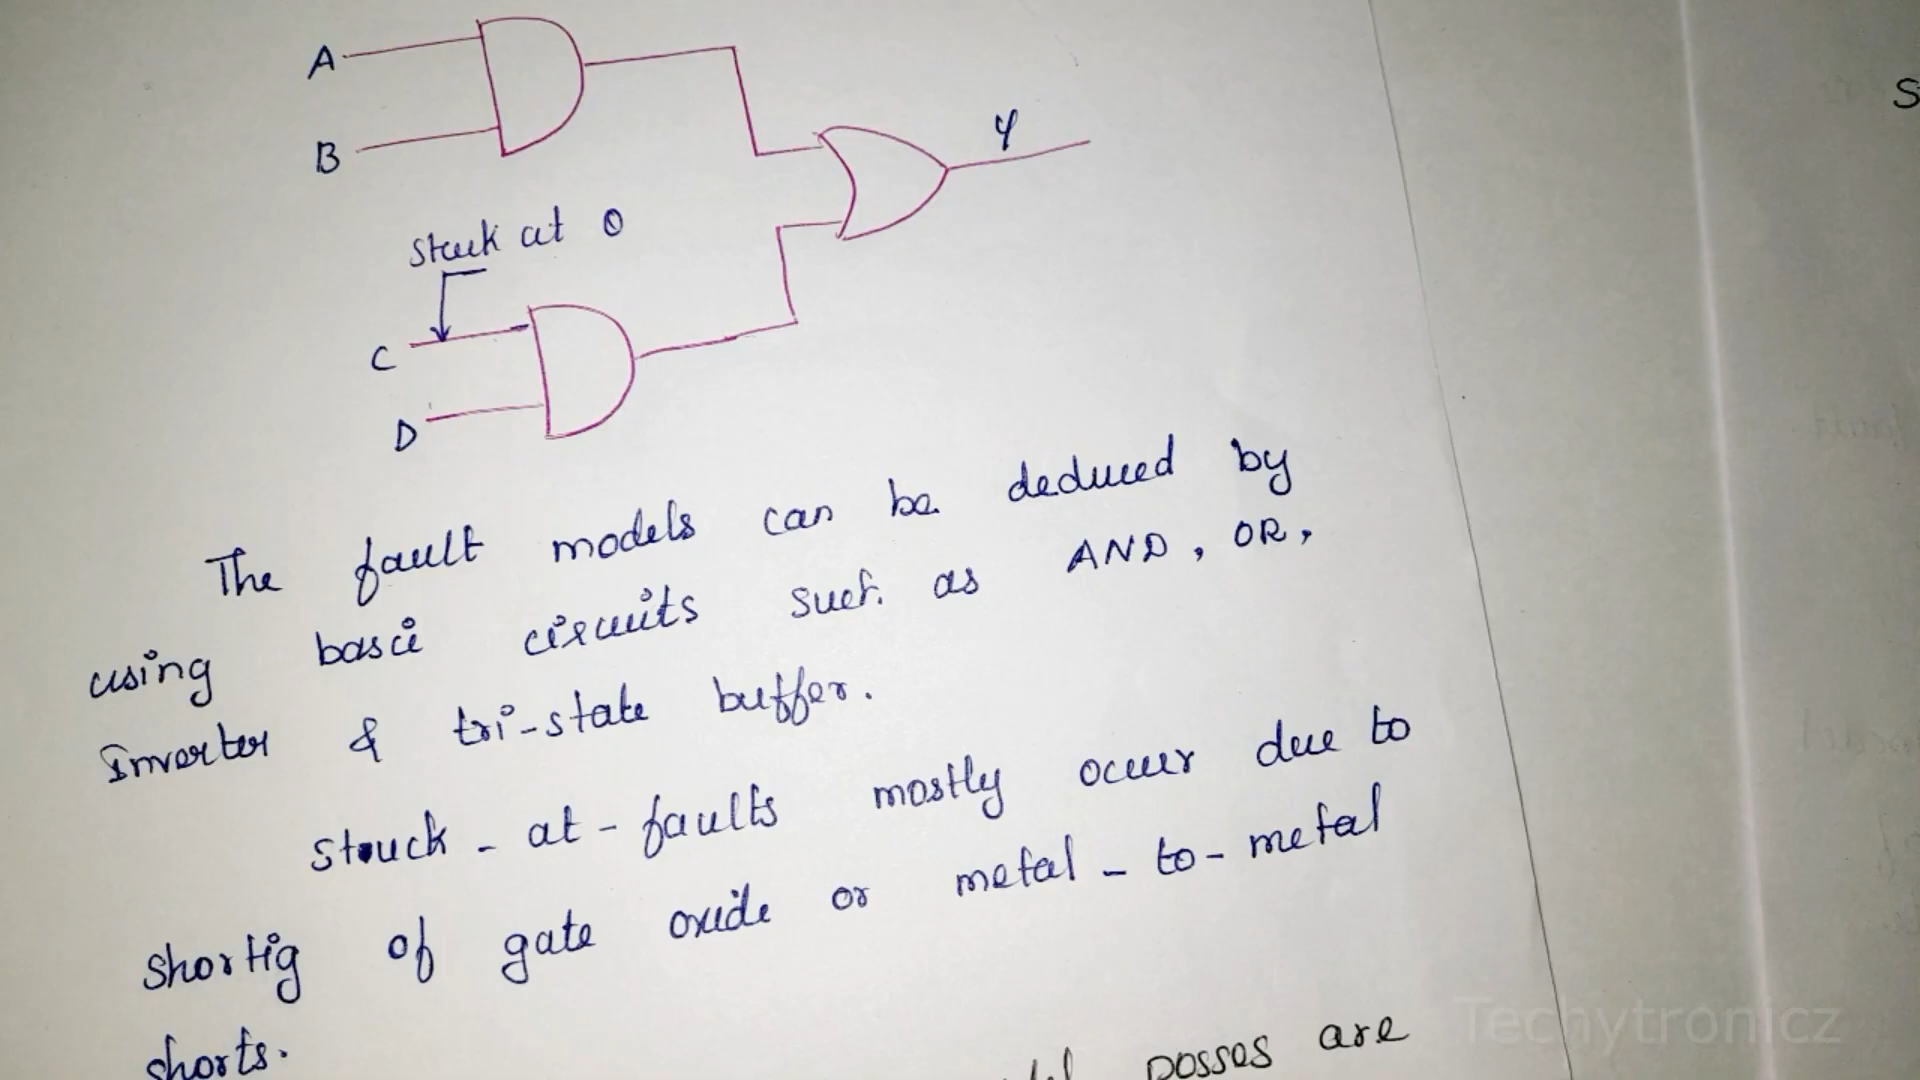 A
B
Y
Stuck at 0
C
D
The fault models can be deduced by
using basic circuits such as AND, OR,
Inverter & tri-state buffer.
Stuck-at-faults mostly occur due to
shortig of gate oxide or metal-to-metal
shorts.
posses are
S
Techytronicz